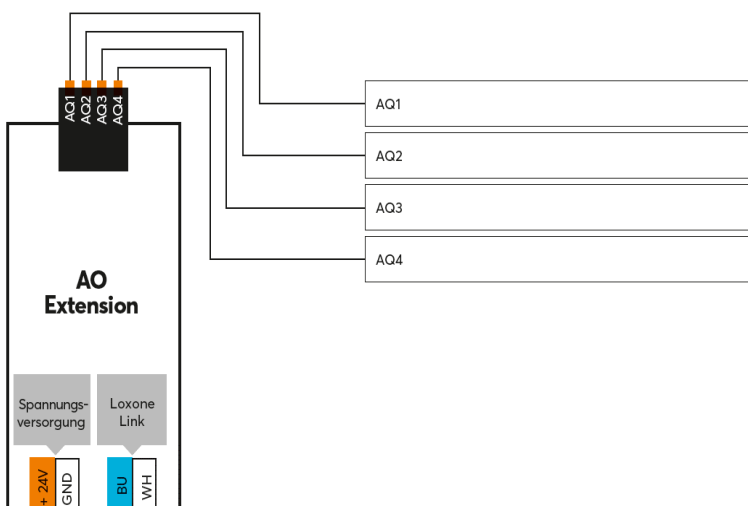 AQ1
AQ2
AQ3
AQ4
AQ1
AQ2
AQ3
AQ4
AO
Extension
Spannungs-
versorgung
Loxone
Link
+ 24V
GND
BU
WH